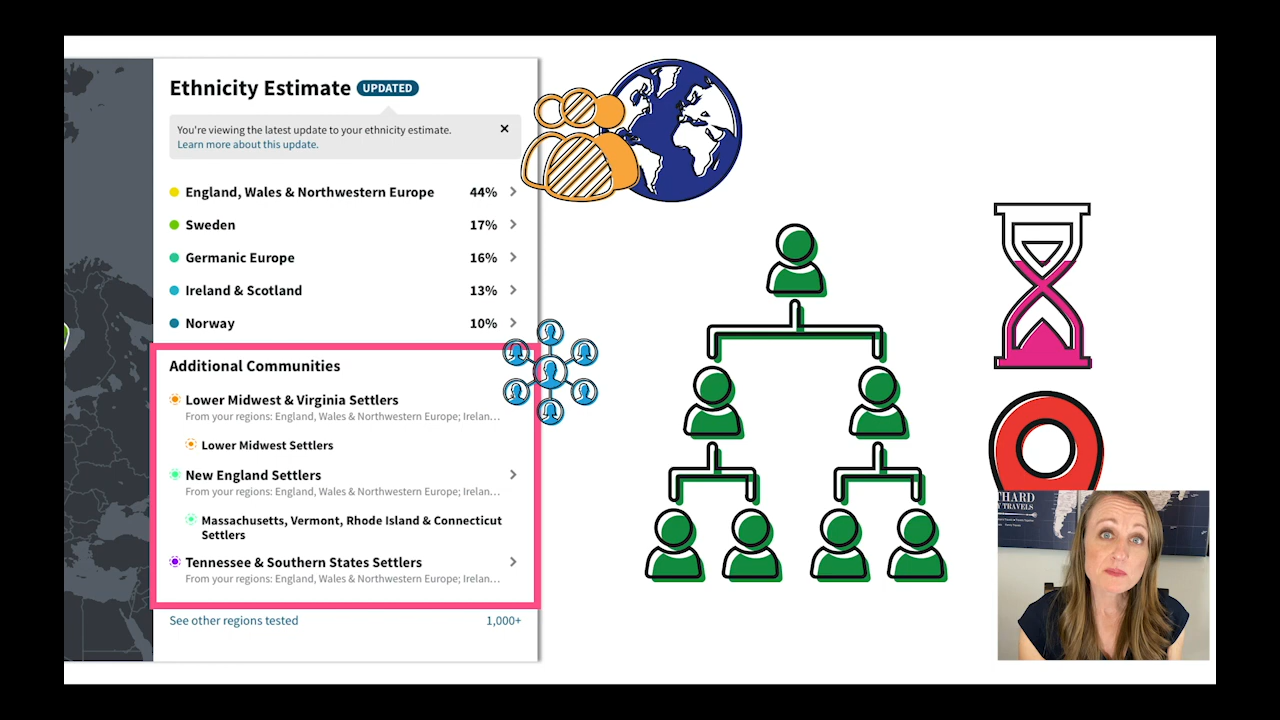 Ethnicity Estimate UPDATED
You're viewing the latest update to your ethnicity estimate.
Learn more about this update.
England, Wales & Northwestern Europe 44%
Sweden 17%
Germanic Europe 16%
Ireland & Scotland 13%
Norway 10%
Additional Communities
Lower Midwest & Virginia Settlers
From your regions: England, Wales & Northwestern Europe; Irelan…
Lower Midwest Settlers
New England Settlers
From your regions: England, Wales & Northwestern Europe; Irelan…
Massachusetts, Vermont, Rhode Island & Connecticut
Settlers
Tennessee & Southern States Settlers
From your regions: England, Wales & Northwestern Europe; Irelan…
See other regions tested 1,000+
THARD
Y TRAVELS